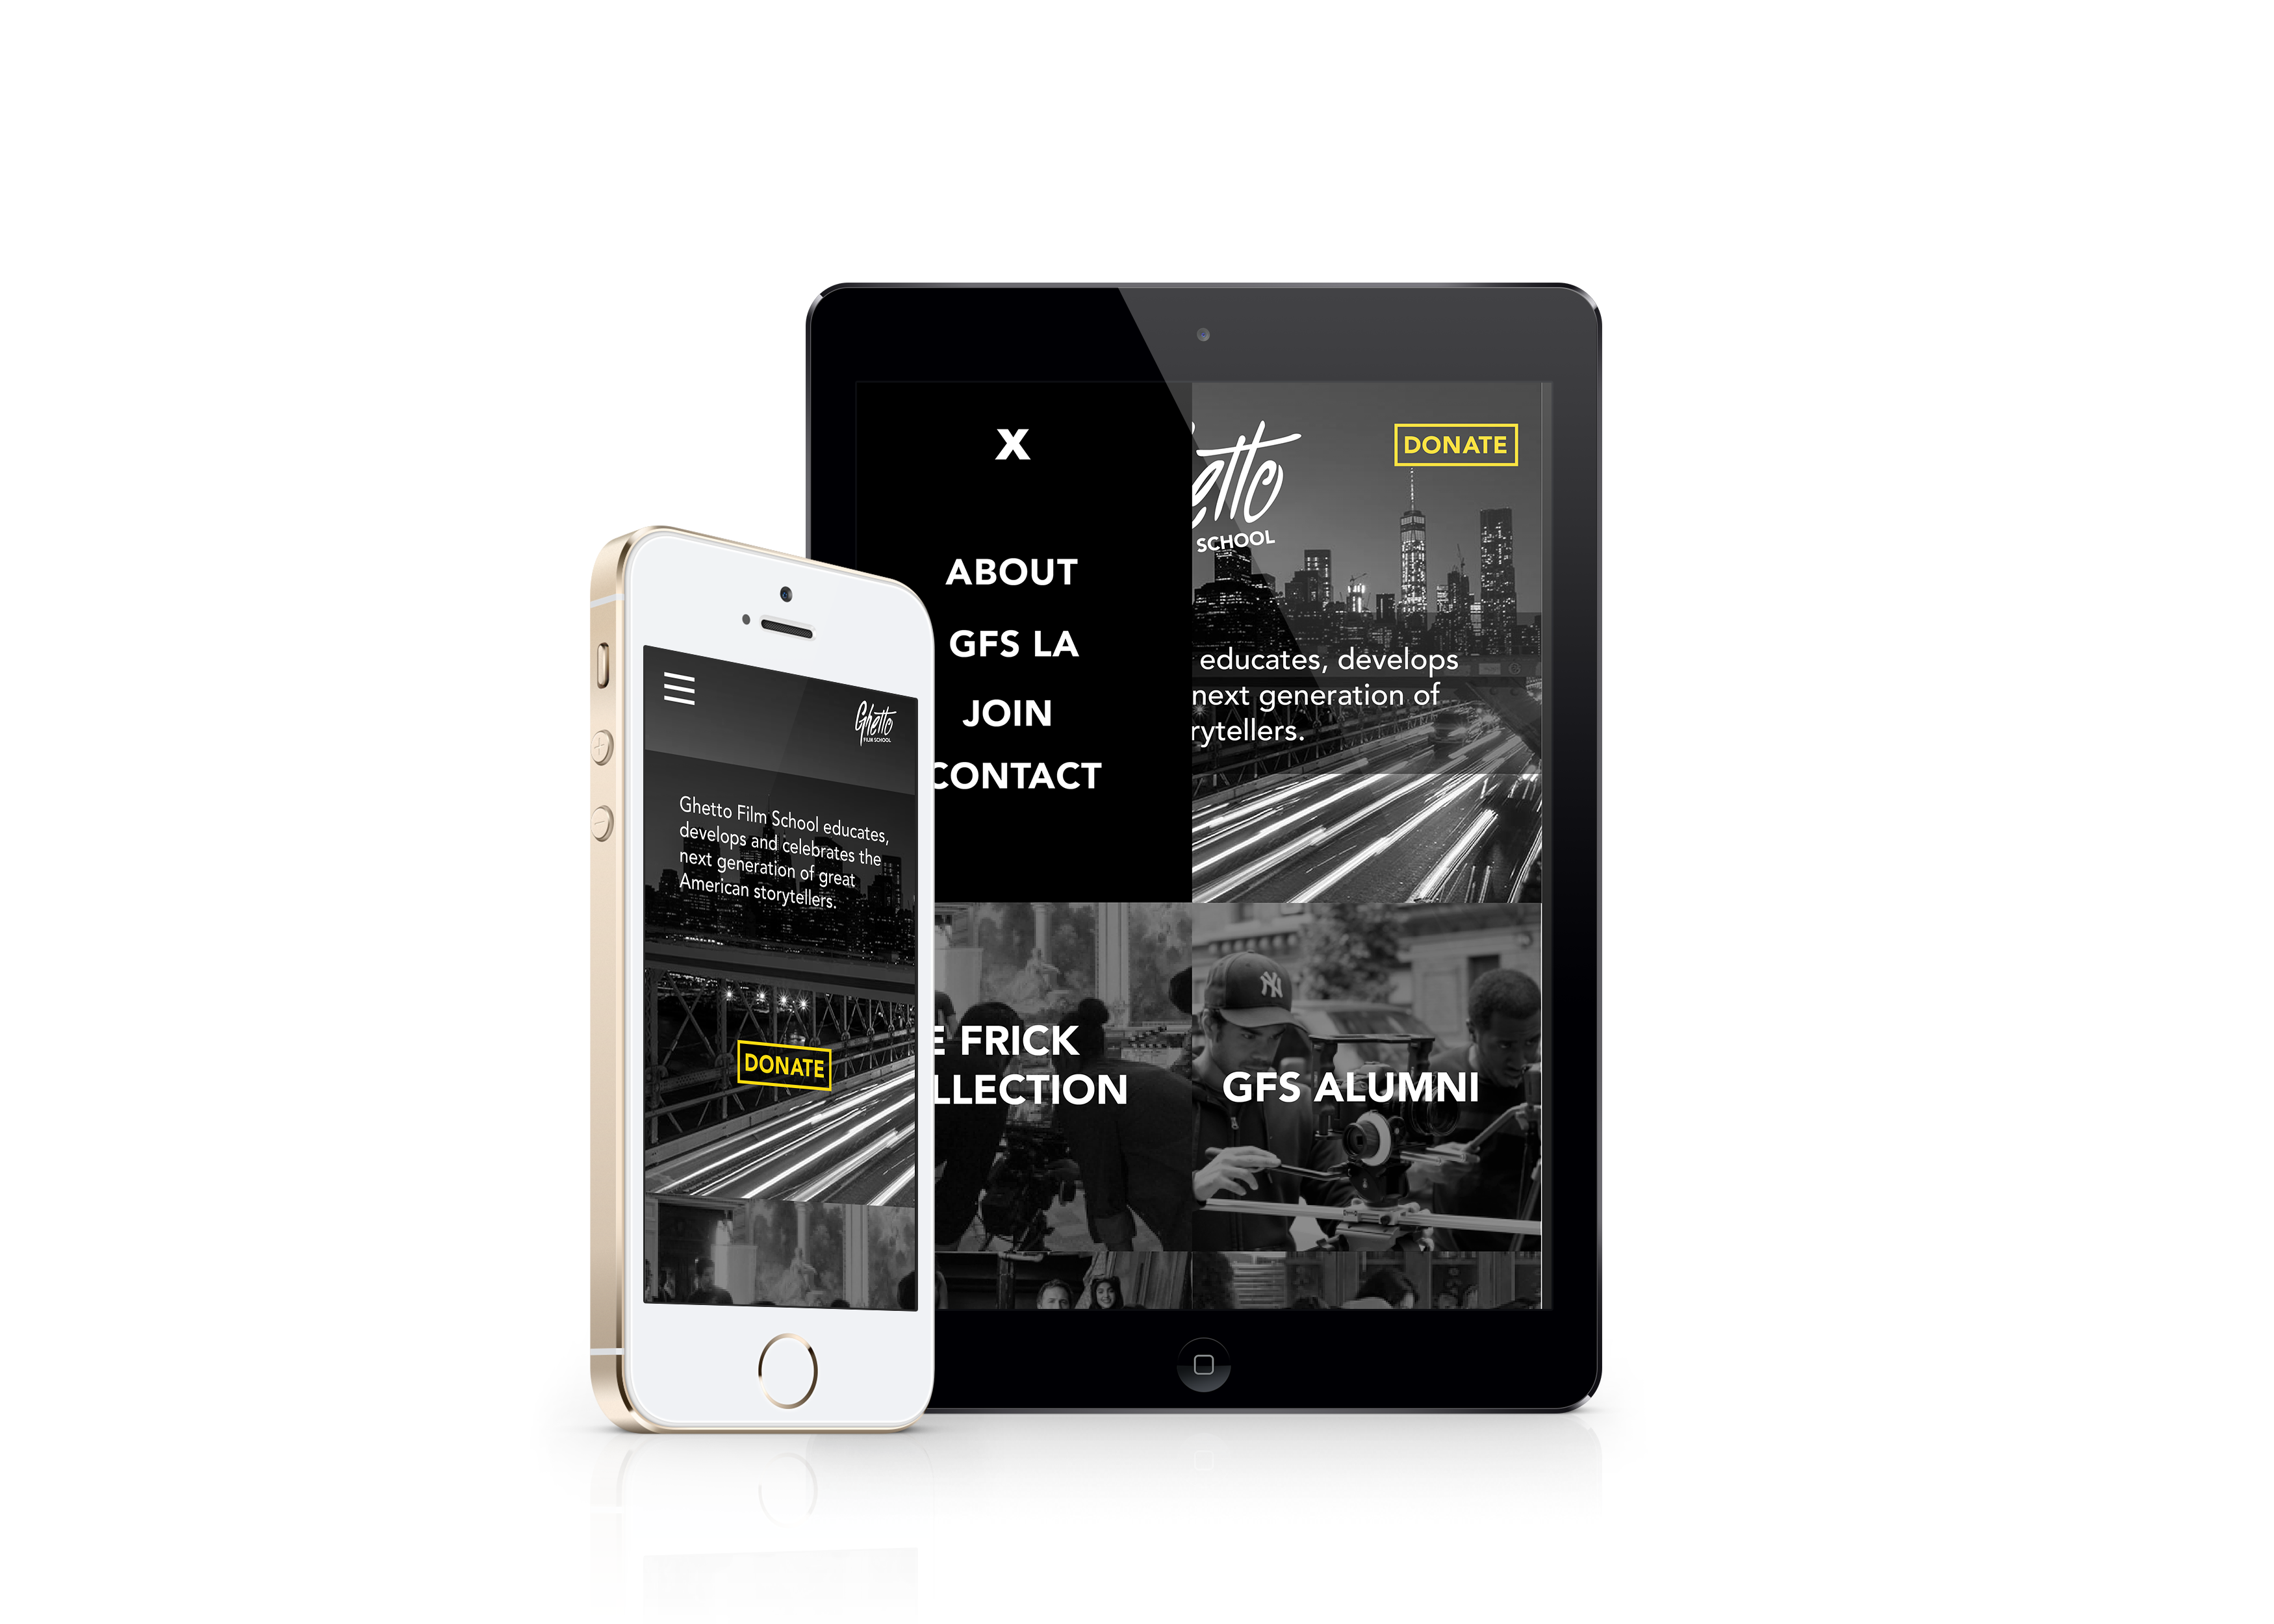 Ghetto
FILM SCHOOL
Ghetto Film School educates,
develops and celebrates the
next generation of great
American storytellers.
DONATE
X
ABOUT
GFS LA
JOIN
CONTACT
etto
SCHOOL
DONATE
educates, develops
next generation of
rytellers.
E FRICK
LLECTION
NY
GFS ALUMNI